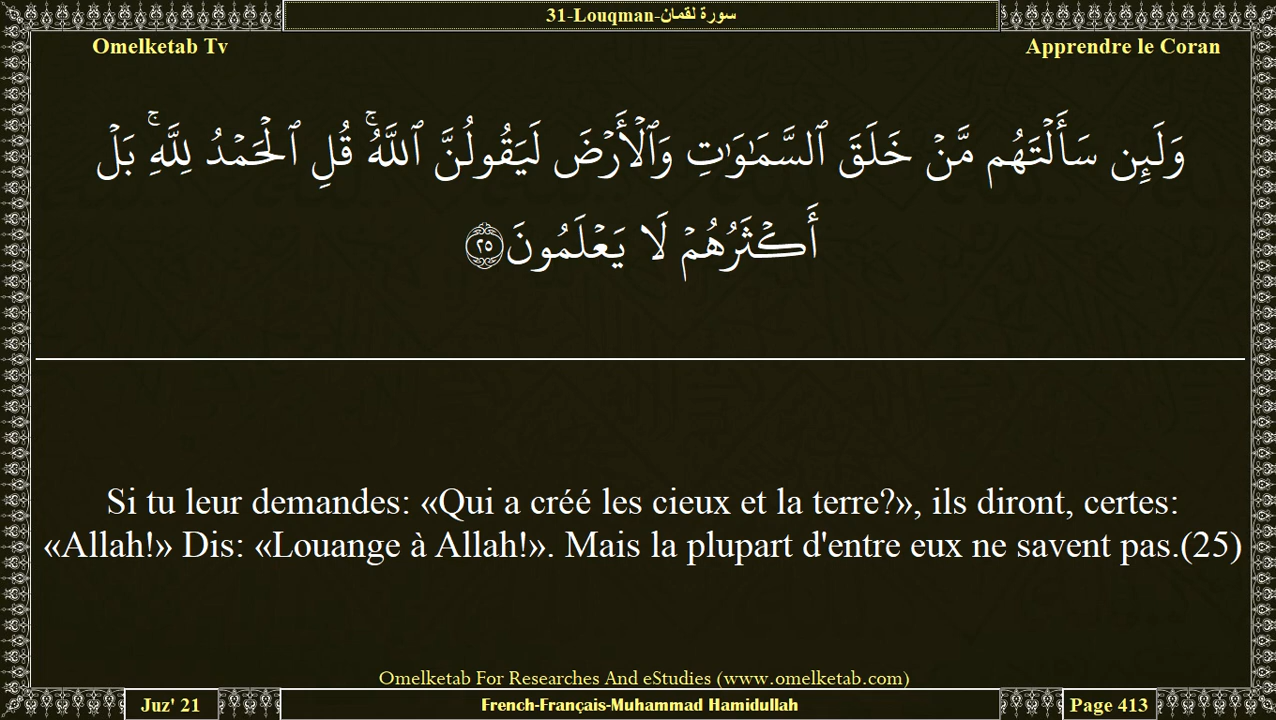 31-Louqman-سورة لقمان
Omelketab Tv
Apprendre le Coran
وَلَئِن سَأَلْتَهُم مَّنْ خَلَقَ ٱلسَّمَـٰوَٰتِ وَٱلْأَرْضَ لَيَقُولُنَّ ٱللَّهُ ۚ قُلِ ٱلْحَمْدُ لِلَّهِ ۚ بَلْ
أَكْثَرُهُمْ لَا يَعْلَمُونَ ٢٥
Si tu leur demandes: «Qui a créé les cieux et la terre?», ils diront, certes:
«Allah!» Dis: «Louange à Allah!». Mais la plupart d'entre eux ne savent pas.(25)
Omelketab For Researches And eStudies (www.omelketab.com)
Juz' 21
French-Français-Muhammad Hamidullah
Page 413